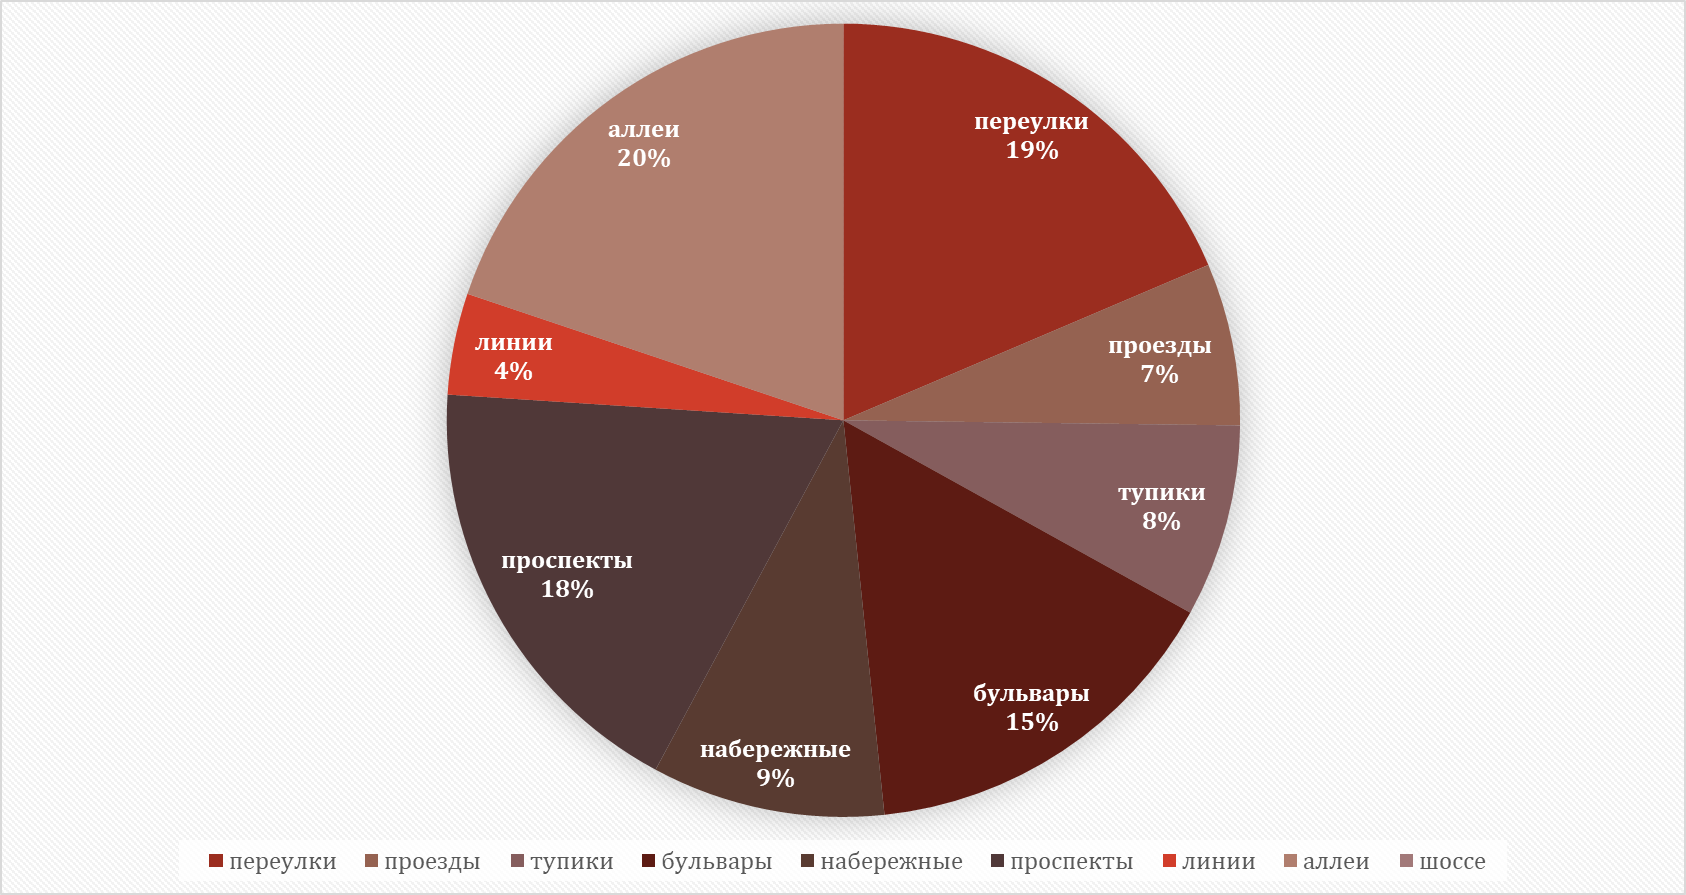 аллеи
20%
переулки
19%
линии
4%
проезды
7%
тупики
8%
проспекты
18%
бульвары
15%
набережные
9%
переулки проезды тупики бульвары набережные проспекты линии аллеи шоссе